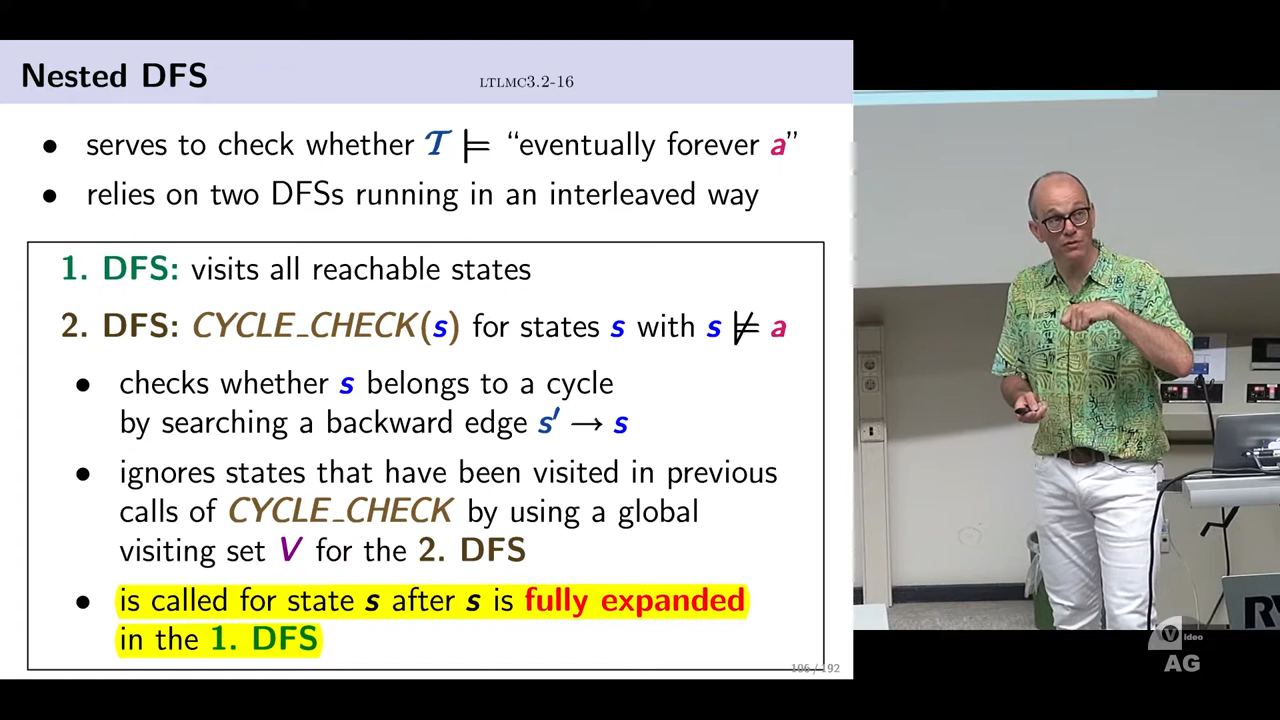 Nested DFS LTLMC3.2-16
• serves to check whether 𝒯 ⊨ “eventually forever a”
• relies on two DFSs running in an interleaved way
1. DFS: visits all reachable states
2. DFS: CYCLE_CHECK(s) for states s with s ⊭ a
• checks whether s belongs to a cycle
by searching a backward edge s′ → s
• ignores states that have been visited in previous
calls of CYCLE_CHECK by using a global
visiting set V for the 2. DFS
• is called for state s after s is fully expanded
in the 1. DFS
106 / 192
Video
AG